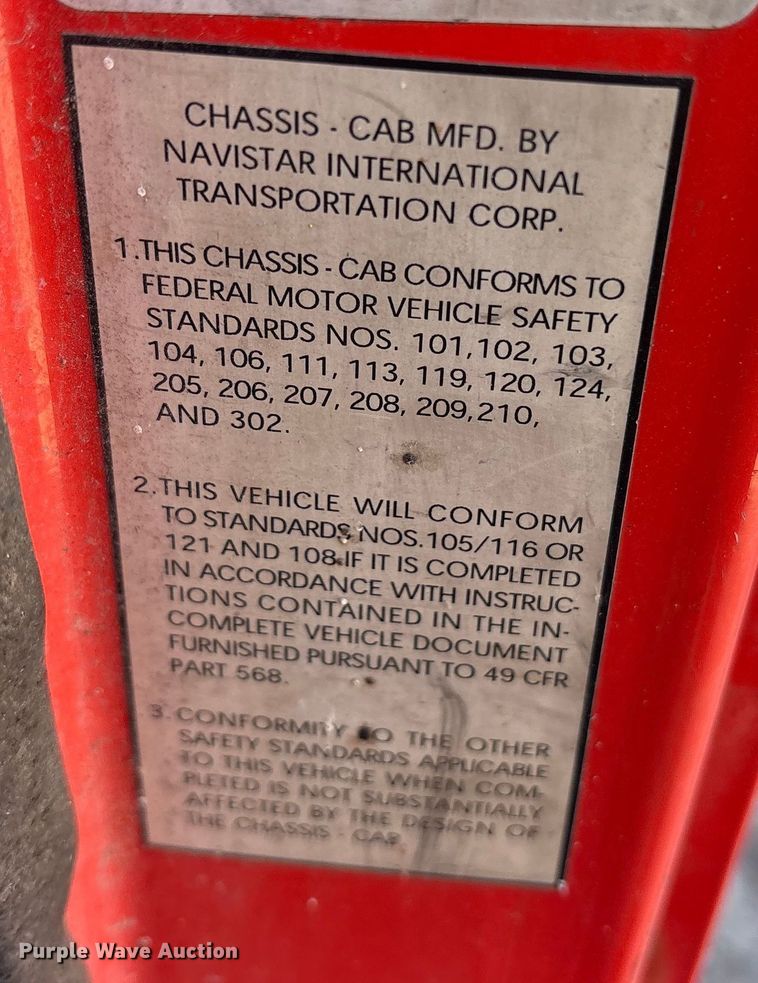 CHASSIS - CAB MFD. BY
NAVISTAR INTERNATIONAL
TRANSPORTATION CORP.
1.THIS CHASSIS - CAB CONFORMS TO
FEDERAL MOTOR VEHICLE SAFETY
STANDARDS NOS. 101,102, 103,
104, 106, 111, 113, 119, 120, 124,
205, 206, 207, 208, 209,210,
AND 302.
2.THIS VEHICLE WILL CONFORM
TO STANDARDS NOS.105/116 OR
121 AND 108 IF IT IS COMPLETED
IN ACCORDANCE WITH INSTRUC-
TIONS CONTAINED IN THE IN-
COMPLETE VEHICLE DOCUMENT
FURNISHED PURSUANT TO 49 CFR
PART 568.
3. CONFORMITY TO THE OTHER
SAFETY STANDARDS APPLICABLE
TO THIS VEHICLE WHEN COM-
PLETED IS NOT SUBSTANTIALLY
AFFECTED BY THE DESIGN OF
THE CHASSIS - CAB.
Purple Wave Auction